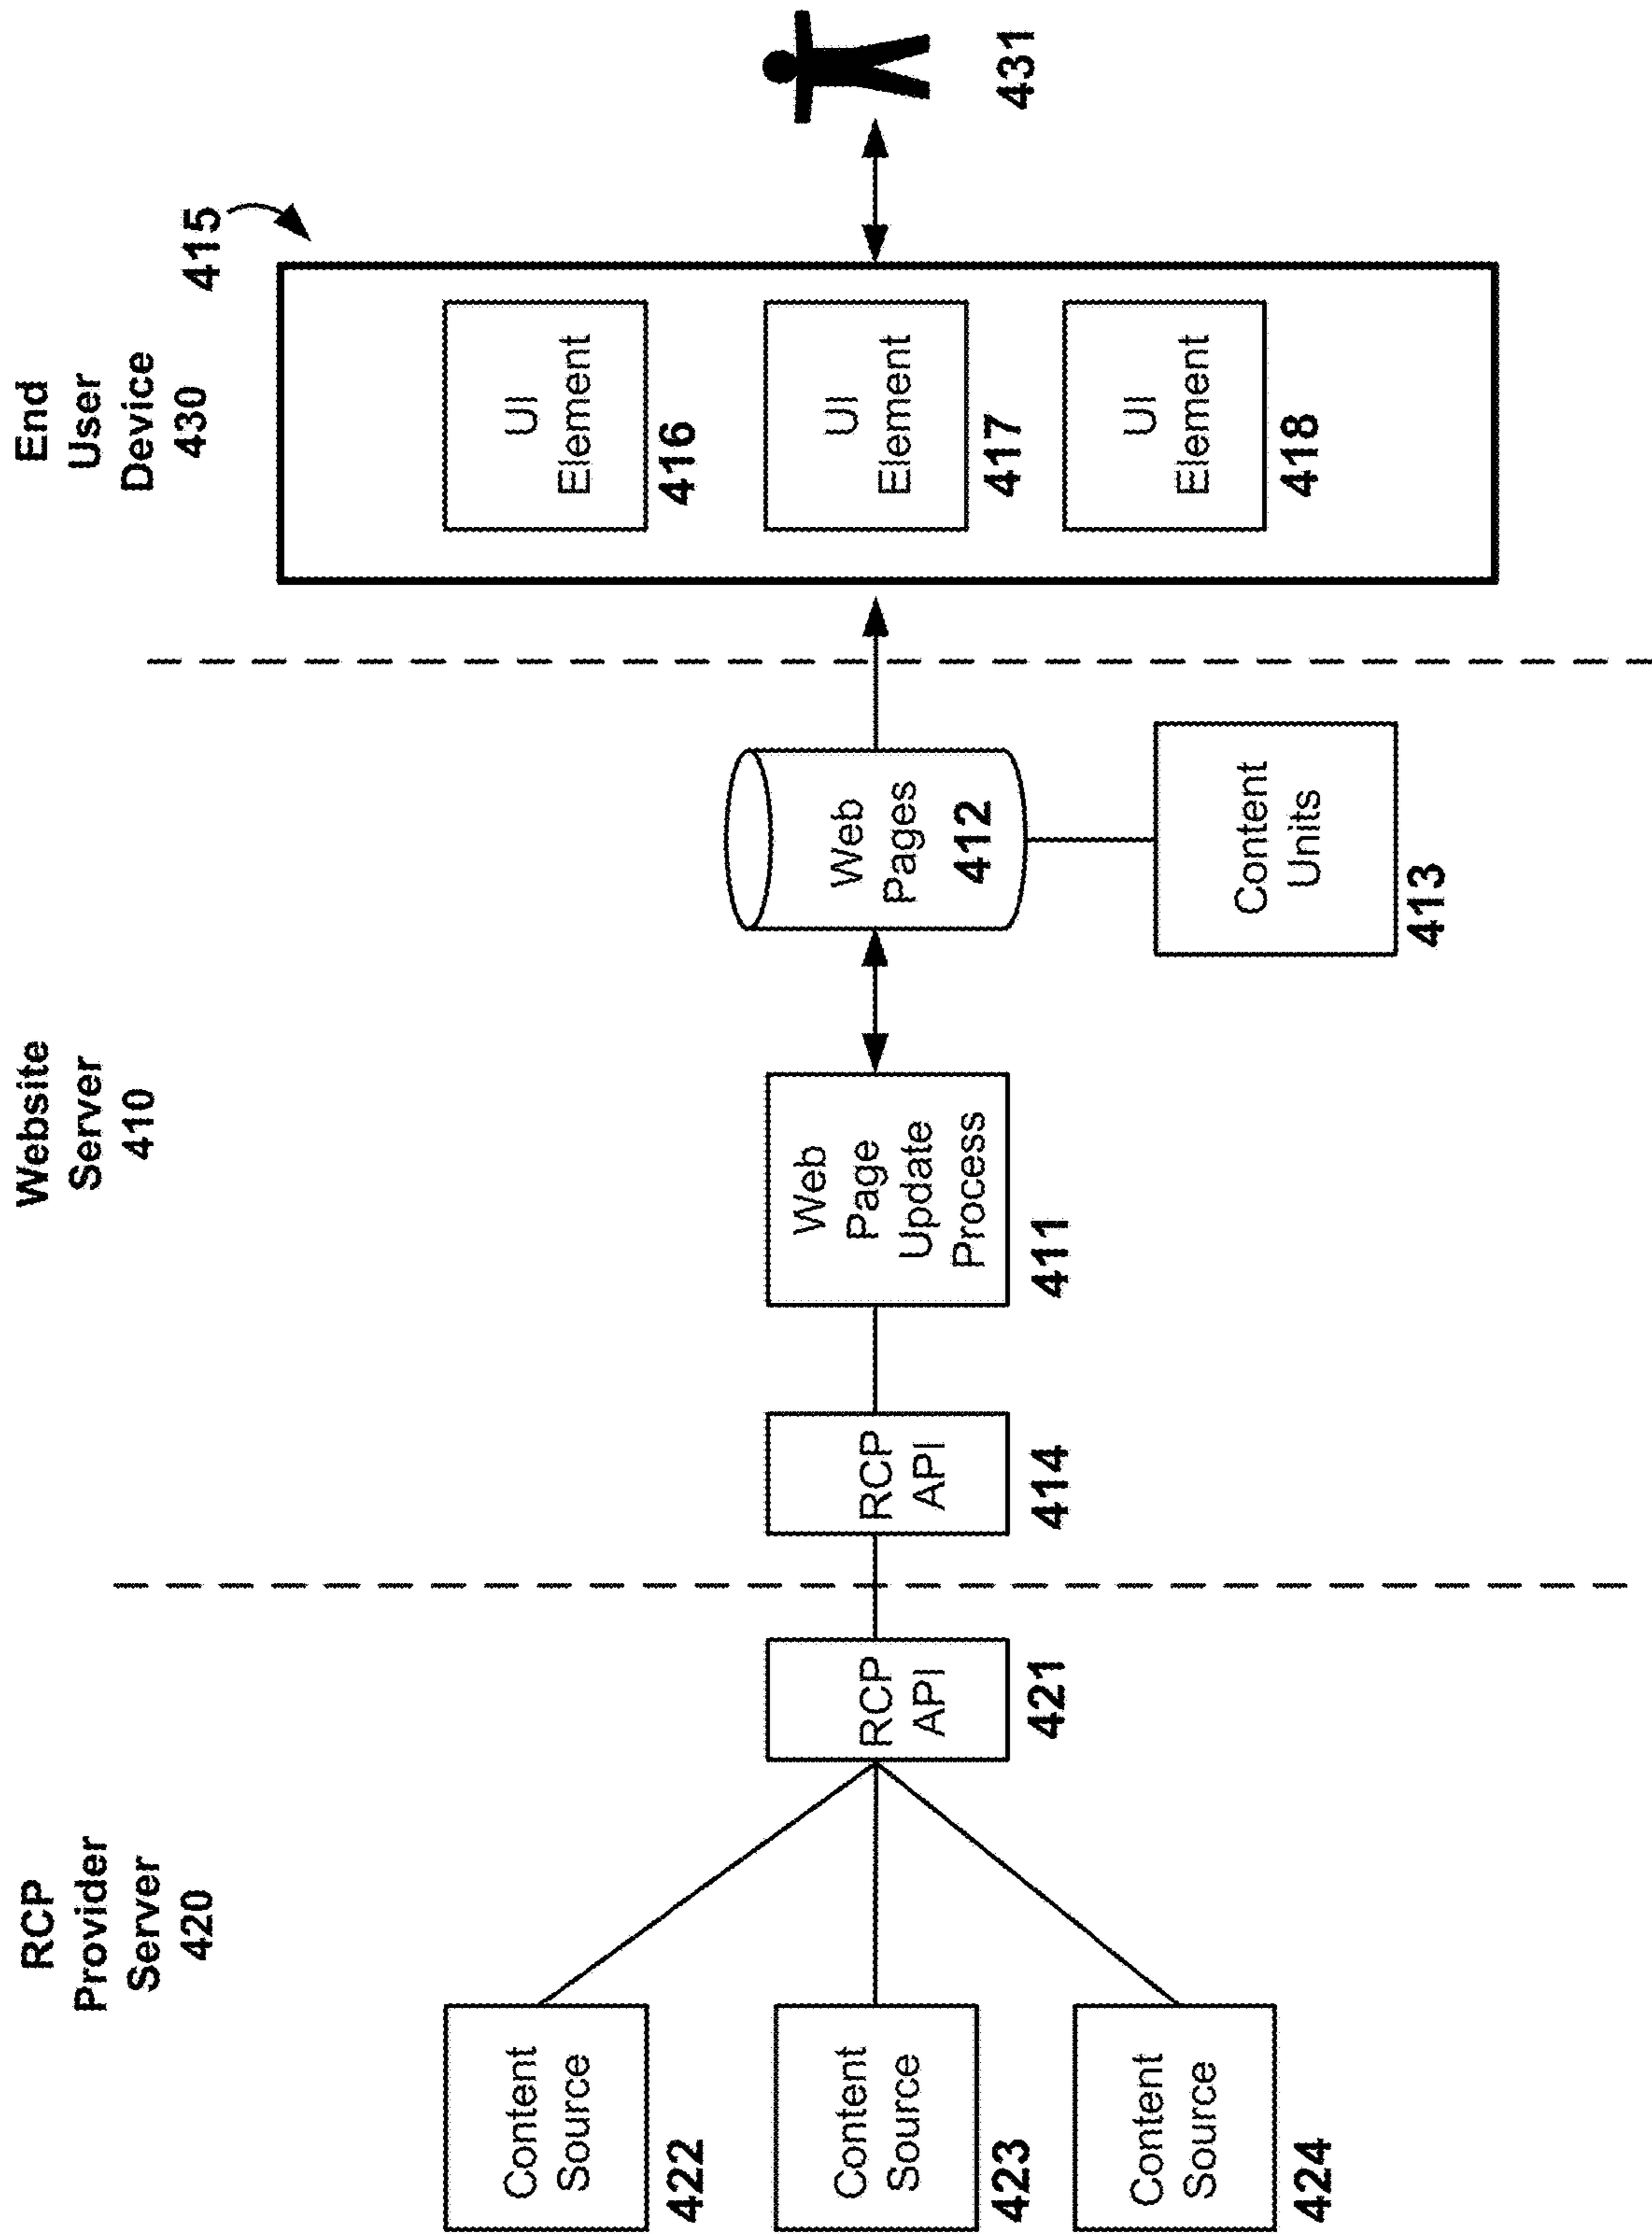 RCP
Provider
Server
420
Website
Server
410
End
User
Device
430
415
Content
Source
422
Content
Source
423
Content
Source
424
RCP
API
421
RCP
API
414
Web
Page
Update
Process
411
Web
Pages
412
Content
Units
413
UI
Element
416
UI
Element
417
UI
Element
418
431